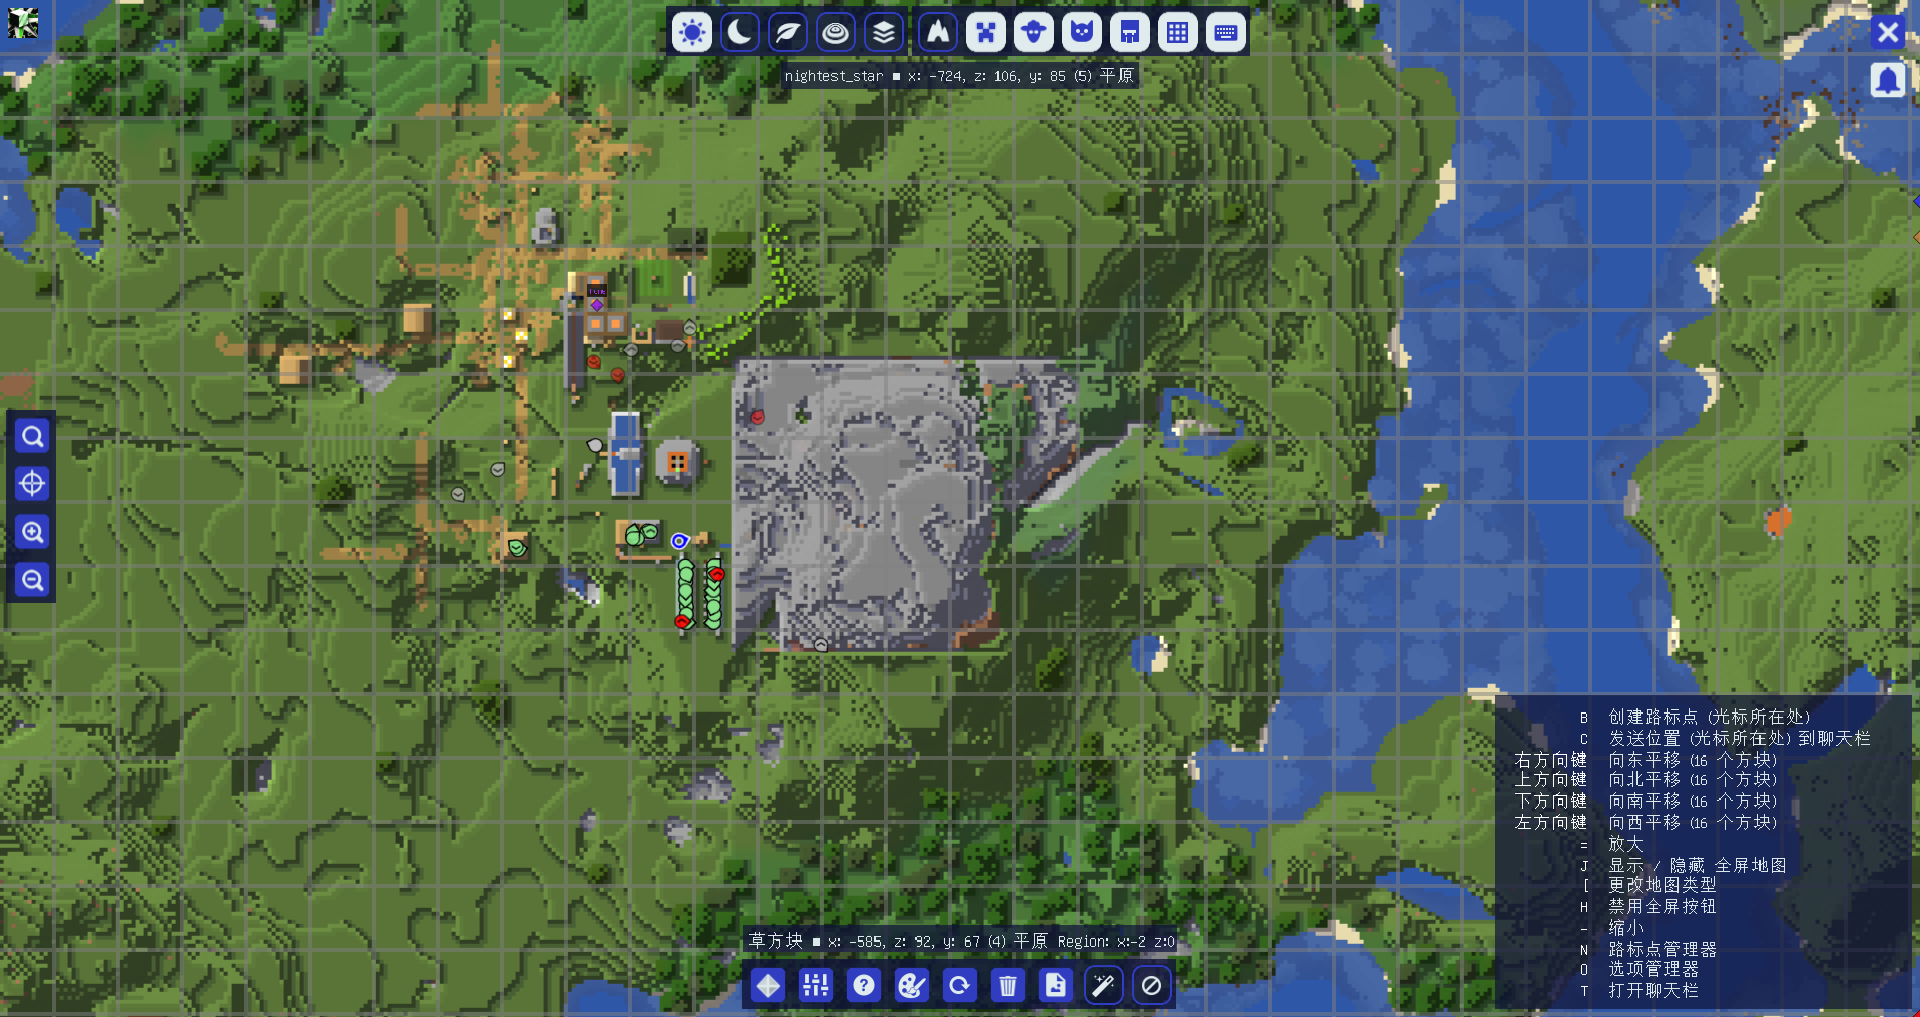 nightest_star ■ x: -724, z: 106, y: 85 (5) 平原
B 创建路标点 (光标所在处)
C 发送位置 (光标所在处) 到聊天栏
右方向键 向东平移 (16 个方块)
上方向键 向北平移 (16 个方块)
下方向键 向南平移 (16 个方块)
左方向键 向西平移 (16 个方块)
= 放大
J 显示 / 隐藏 全屏地图
[ 更改地图类型
H 禁用全屏按钮
- 缩小
N 路标点管理器
O 选项管理器
T 打开聊天栏
草方块 ■ x: -585, z: 92, y: 67 (4) 平原 Region: x:-2 z:0